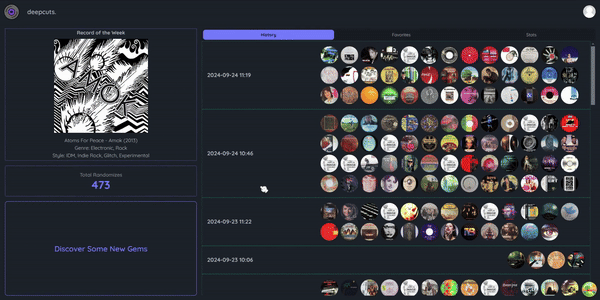 deepcuts.
Record of the Week
Atoms For Peace - Amok (2013)
Genre: Electronic, Rock
Style: IDM, Indie Rock, Glitch, Experimental
Total Randomizes
473
Discover Some New Gems
History
Favorites
Stats
2024-09-24 11:19
2024-09-24 10:46
2024-09-23 11:22
2024-09-23 10:06